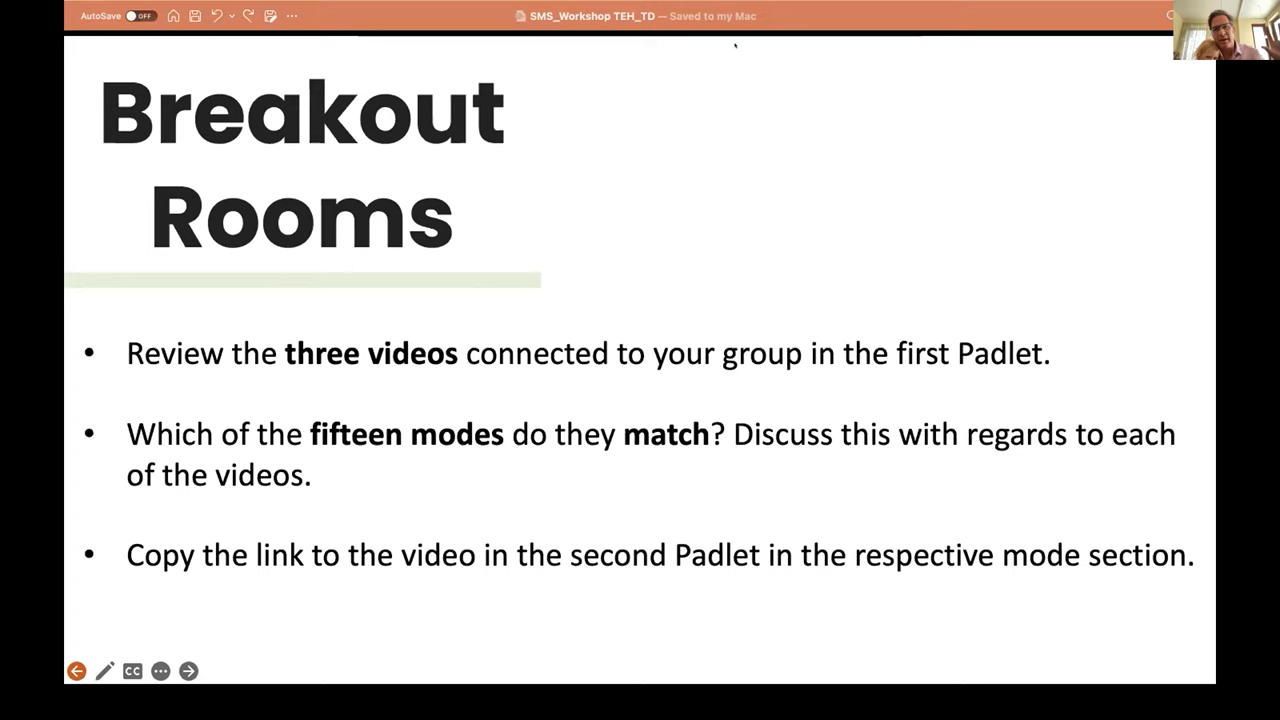 AutoSave OFF
SMS_Workshop TEH_TD — Saved to my Mac
Breakout
Rooms
• Review the three videos connected to your group in the first Padlet.
• Which of the fifteen modes do they match? Discuss this with regards to each
of the videos.
• Copy the link to the video in the second Padlet in the respective mode section.
CC